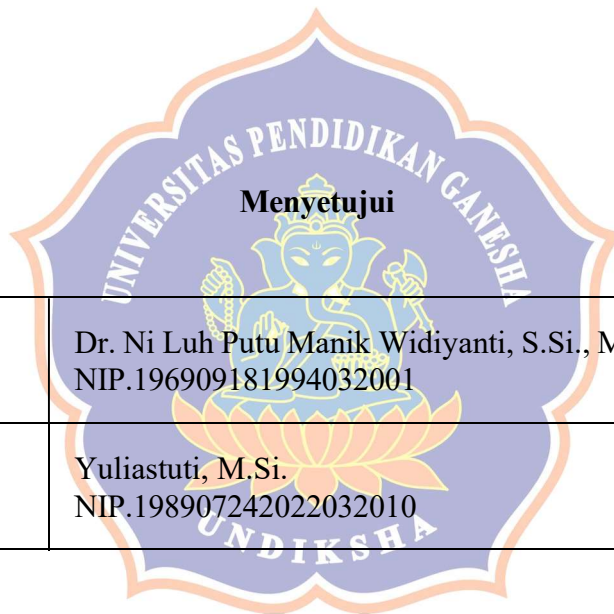 UNIVERSITAS PENDIDIKAN GANESHA
Menyetujui
Dr. Ni Luh Putu Manik Widiyanti, S.Si., M
NIP.196909181994032001
Yuliastuti, M.Si.
NIP.198907242022032010
UNDIKSHA